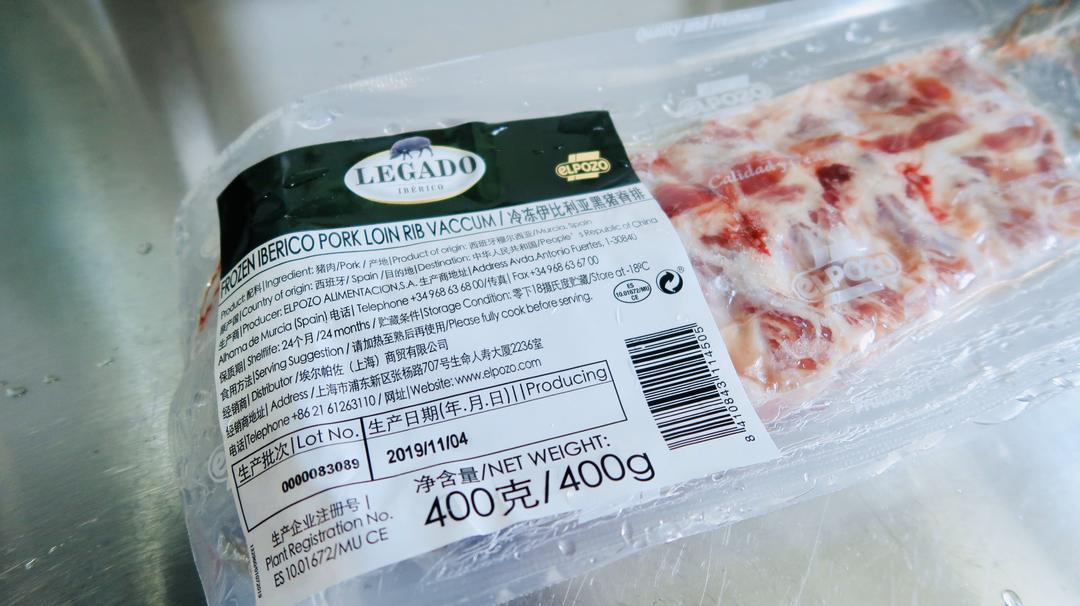 Quality and Freshness
LEGADO
IBÉRICO
ELPOZO
FROZEN IBERICO PORK LOIN RIB VACCUM / 冷冻伊比利亚黑猪脊排
Product: 配料|Ingredient: 猪肉/Pork / 产地|Product of origin: 西班牙穆尔西亚/Murcia, Spain
原产国|Country of origin: 西班牙/ Spain /目的地|Destination: 中华人民共和国/People's Republic of China
生产商|Producer: ELPOZO ALIMENTACION,S.A. 生产商地址|Address Avda.Antonio Fuertes, 1-30840
Alhama de Murcia (Spain) 电话| Telephone +34 968 63 68 00/传真| Fax +34 968 63 67 00
保质期| Shelflife: 24个月 /24 months / 贮藏条件|Storage Condition: 零下18摄氏度贮藏/Store at -18ºC
食用方法|Serving Suggestion / 请加热至熟后再使用/Please fully cook before serving.
经销商| Distributor /埃尔帕佐（上海）商贸有限公司
经销商地址| Address /上海市浦东新区张杨路707号生命人寿大厦2236室
电话|Telephone +86 21 61263110 / 网址|Website: www.elpozo.com
ES
10.01672/MU
CE
生产批次|Lot No.
0000083089
生产日期(年.月.日)||Producing
2019/11/04
8410843114505
净含量/NET WEIGHT:
400克/400g
生产企业注册号|
Plant Registration No.
ES 10.01672/MU CE
ELPOZO
Calidad y
ELPOZO